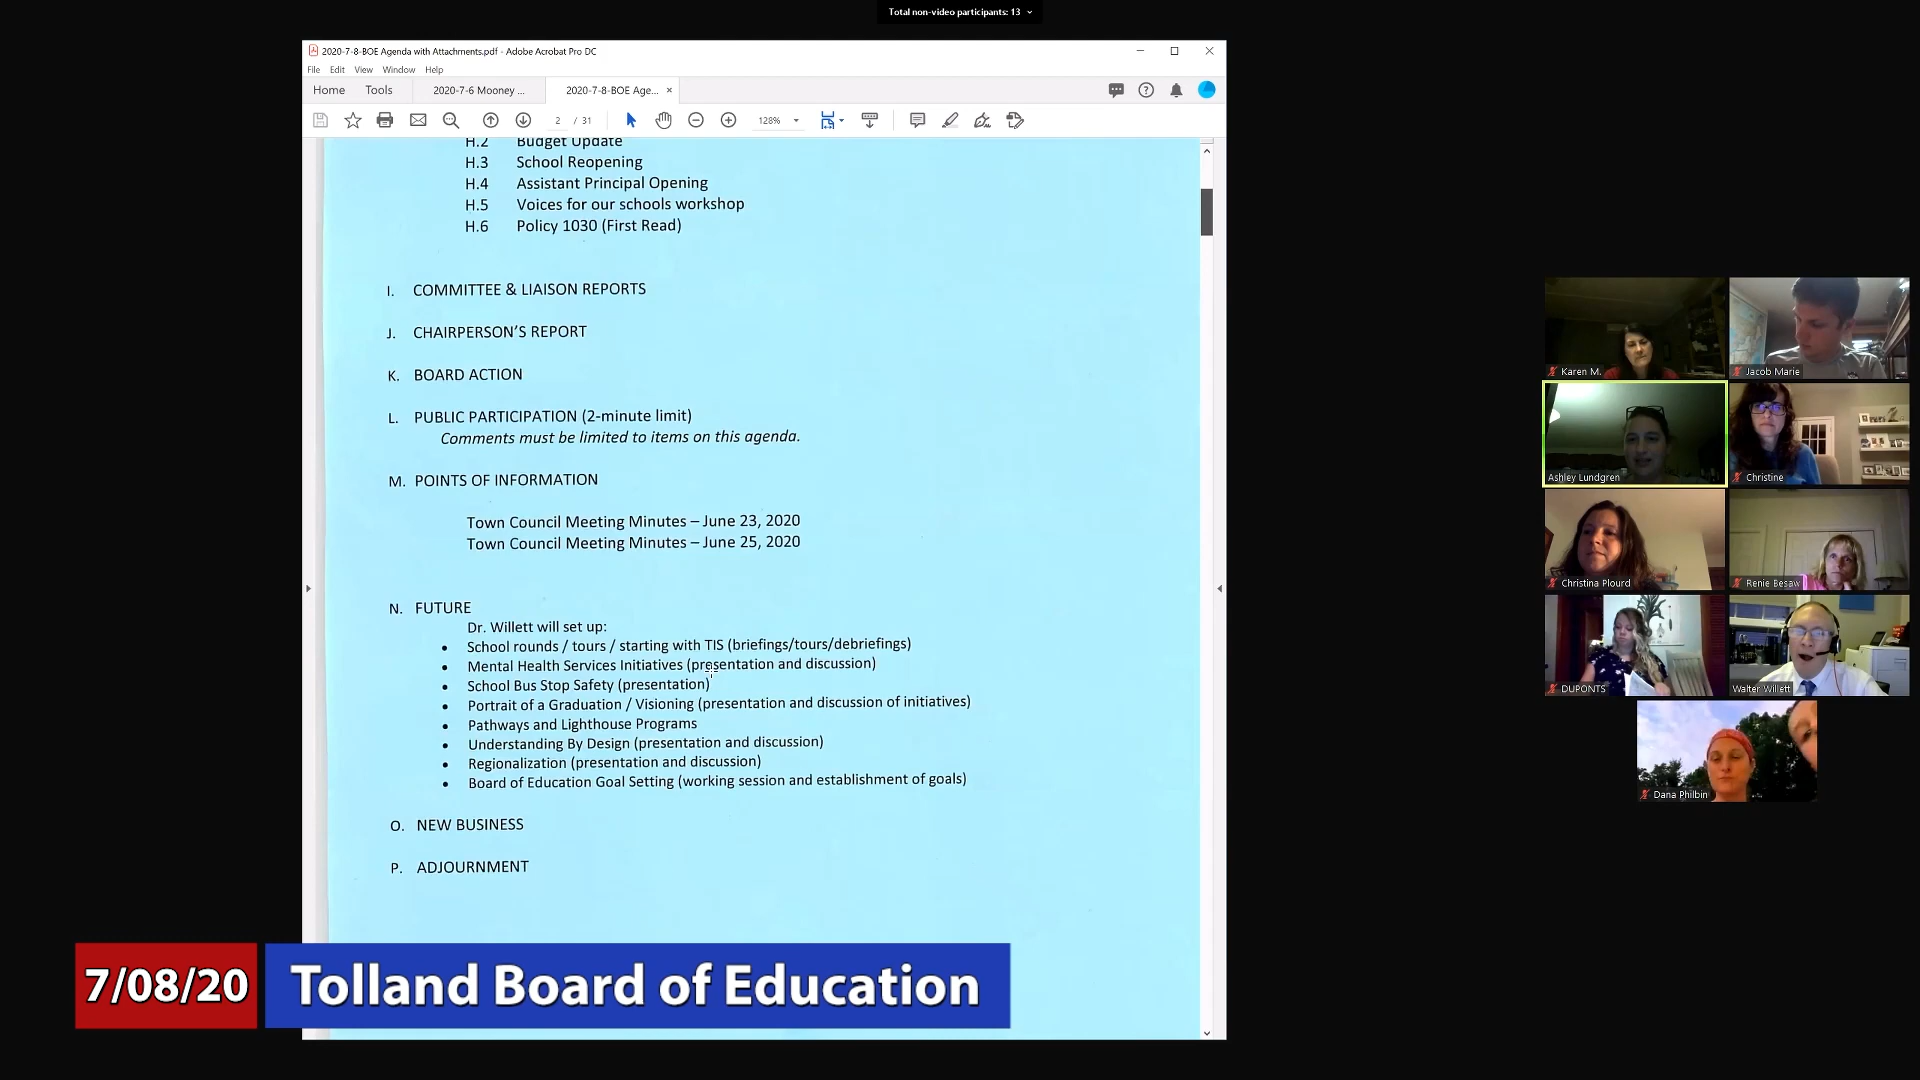 Total non-video participants: 13
2020-7-8-BOE Agenda with Attachments.pdf - Adobe Acrobat Pro DC
File Edit View Window Help
Home Tools 2020-7-6 Mooney ... 2020-7-8-BOE Age... ×
2 / 31 128%
H.2 Budget Update
H.3 School Reopening
H.4 Assistant Principal Opening
H.5 Voices for our schools workshop
H.6 Policy 1030 (First Read)
I. COMMITTEE & LIAISON REPORTS
J. CHAIRPERSON'S REPORT
K. BOARD ACTION
L. PUBLIC PARTICIPATION (2-minute limit)
Comments must be limited to items on this agenda.
M. POINTS OF INFORMATION
Town Council Meeting Minutes – June 23, 2020
Town Council Meeting Minutes – June 25, 2020
N. FUTURE
Dr. Willett will set up:
• School rounds / tours / starting with TIS (briefings/tours/debriefings)
• Mental Health Services Initiatives (presentation and discussion)
• School Bus Stop Safety (presentation)
• Portrait of a Graduation / Visioning (presentation and discussion of initiatives)
• Pathways and Lighthouse Programs
• Understanding By Design (presentation and discussion)
• Regionalization (presentation and discussion)
• Board of Education Goal Setting (working session and establishment of goals)
O. NEW BUSINESS
P. ADJOURNMENT
Karen M.
Jacob Marie
Ashley Lundgren
Christine
Christina Plourd
Renie Besaw
DUPONTS
Walter Willett
Dana Philbin
7/08/20 Tolland Board of Education